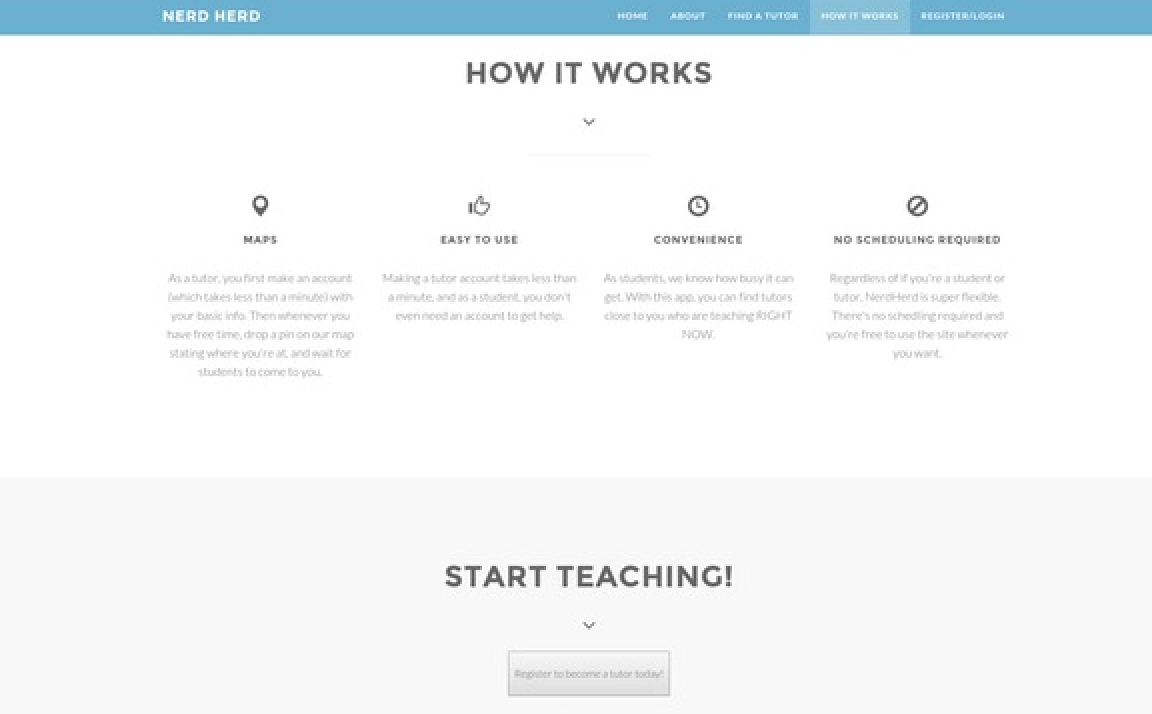 NERD HERD
HOME ABOUT FIND A TUTOR HOW IT WORKS REGISTER/LOGIN
HOW IT WORKS
MAPS
As a tutor, you first make an account
(which takes less than a minute) with
your basic info. Then whenever you
have free time, drop a pin on our map
stating where you're at, and wait for
students to come to you.
EASY TO USE
Making a tutor account takes less than
a minute, and as a student, you don't
even need an account to get help.
CONVENIENCE
As students, we know how busy it can
get. With this app, you can find tutors
close to you who are teaching RIGHT
NOW.
NO SCHEDULING REQUIRED
Regardless of if you're a student or
tutor, NerdHerd is super flexible.
There's no schedling required and
you're free to use the site whenever
you want.
START TEACHING!
Register to become a tutor today!